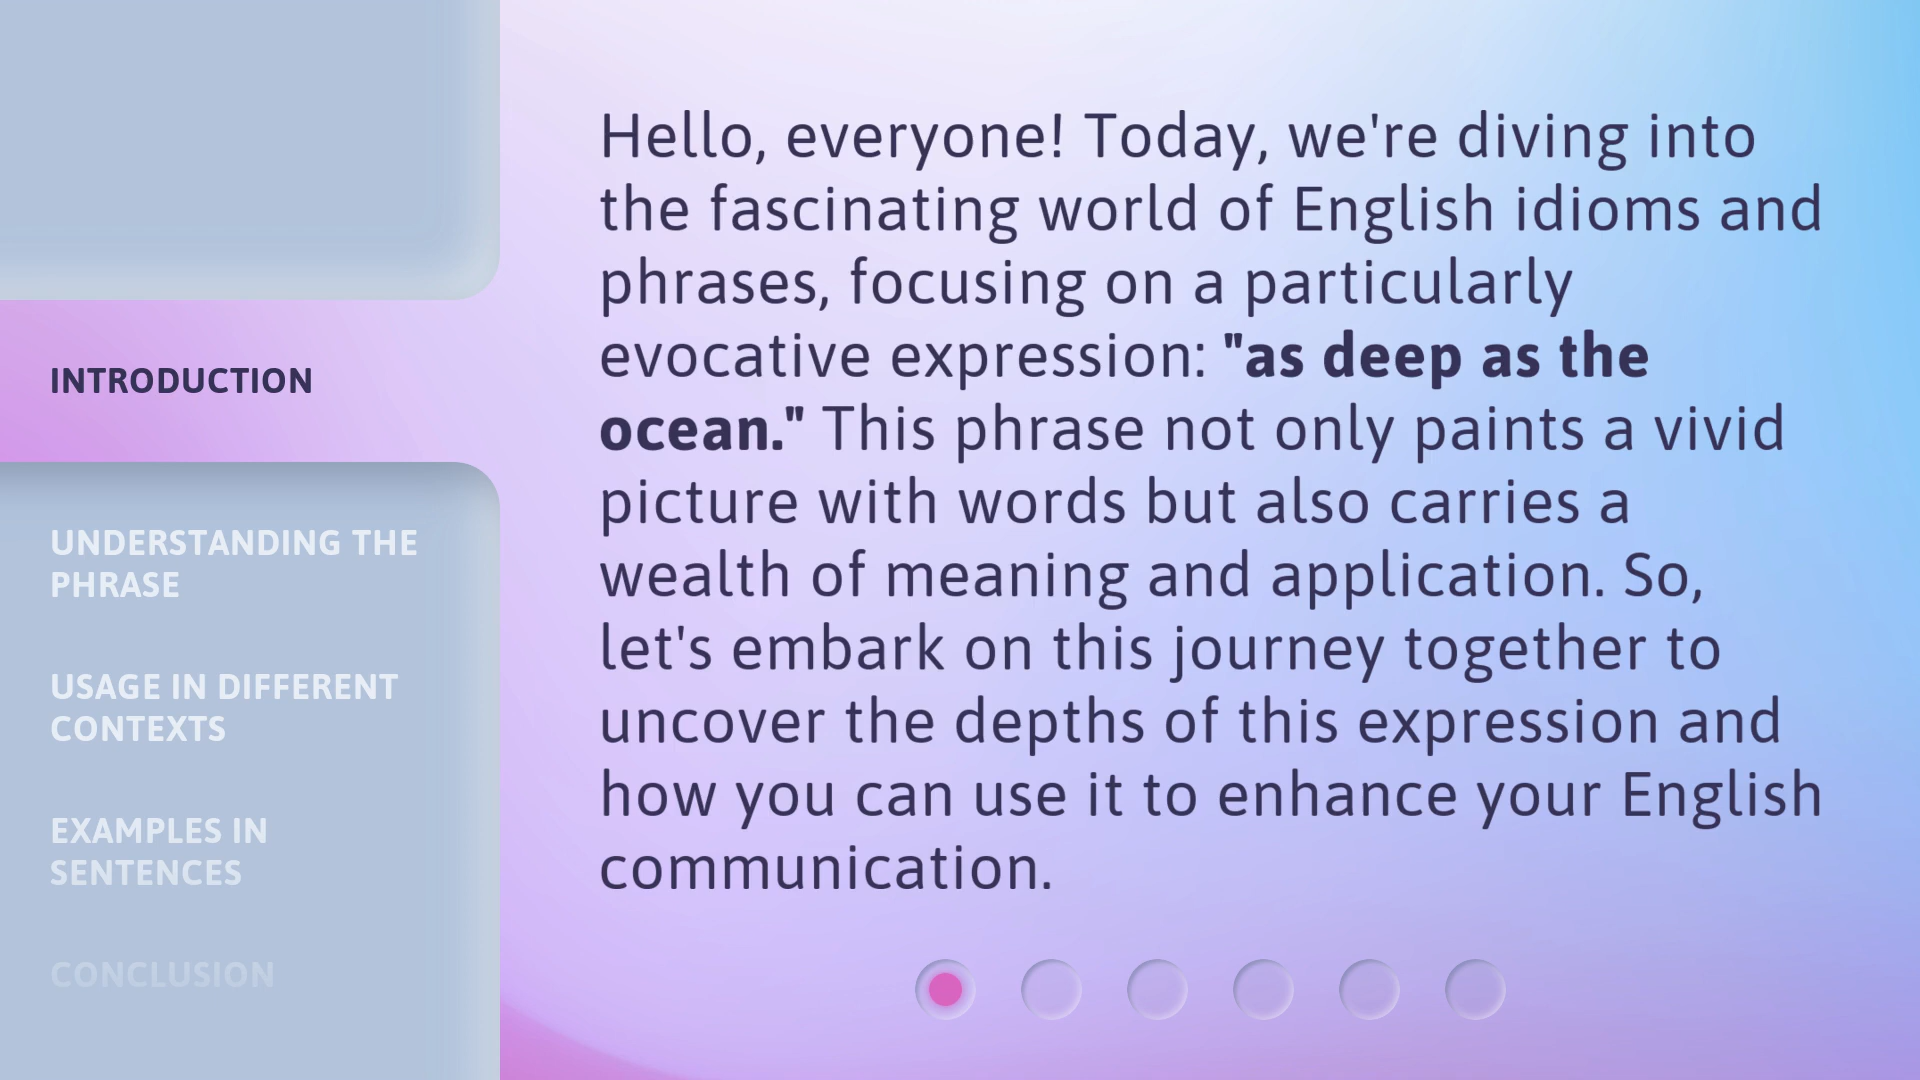 INTRODUCTION
UNDERSTANDING THE
PHRASE
USAGE IN DIFFERENT
CONTEXTS
EXAMPLES IN
SENTENCES
CONCLUSION
Hello, everyone! Today, we're diving into
the fascinating world of English idioms and
phrases, focusing on a particularly
evocative expression: "as deep as the
ocean." This phrase not only paints a vivid
picture with words but also carries a
wealth of meaning and application. So,
let's embark on this journey together to
uncover the depths of this expression and
how you can use it to enhance your English
communication.